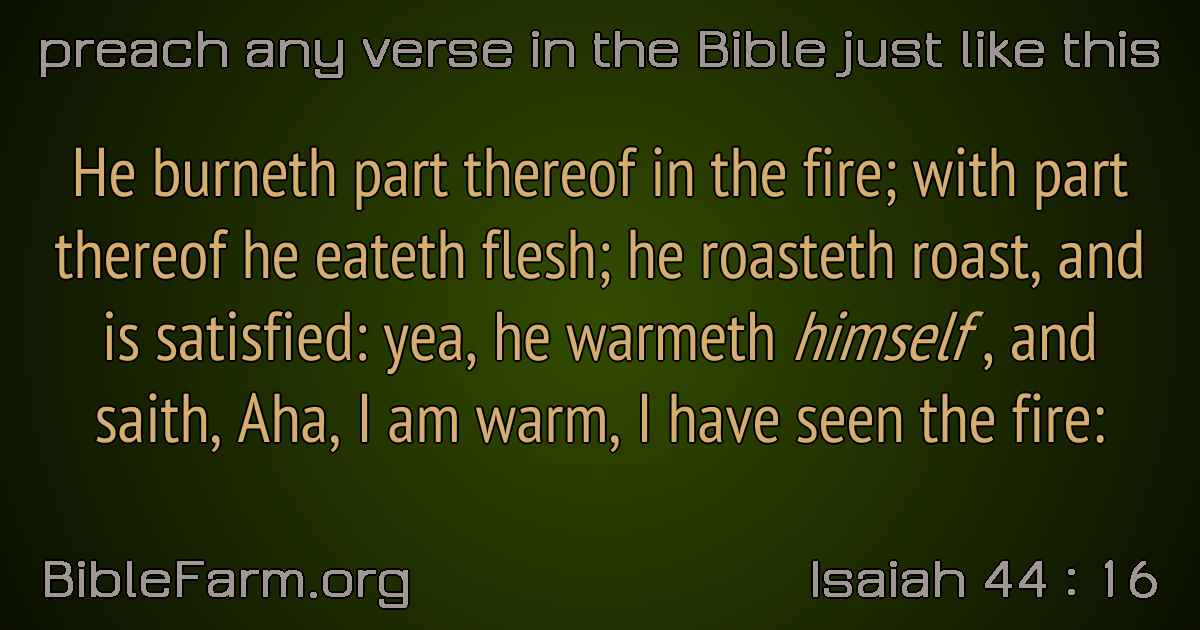 preach any verse in the Bible just like this
He burneth part thereof in the fire; with part
thereof he eateth flesh; he roasteth roast, and
is satisfied: yea, he warmeth himself , and
saith, Aha, I am warm, I have seen the fire:
BibleFarm.org
Isaiah 44 : 16